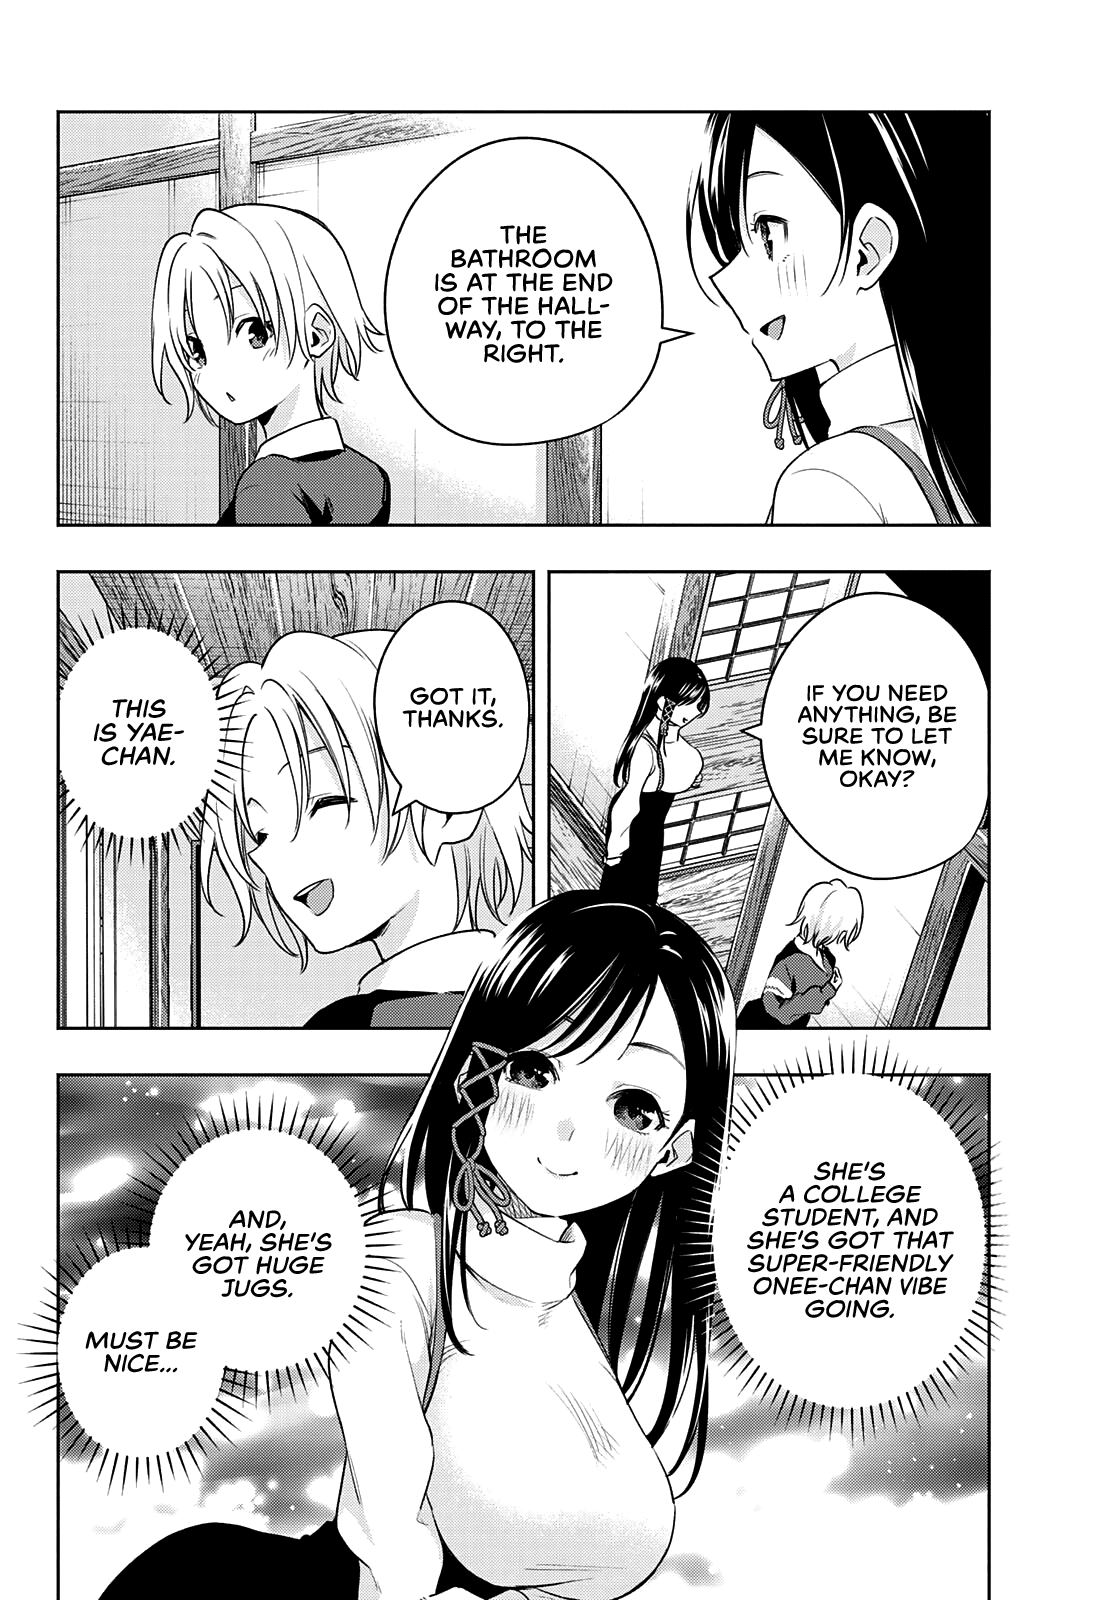 THE
BATHROOM
IS AT THE END
OF THE HALL-
WAY, TO THE
RIGHT.
IF YOU NEED
ANYTHING, BE
SURE TO LET
ME KNOW,
OKAY?
GOT IT,
THANKS.
THIS
IS YAE-
CHAN.
SHE'S
A COLLEGE
STUDENT, AND
SHE'S GOT THAT
SUPER-FRIENDLY
ONEE-CHAN VIBE
GOING.
AND,
YEAH, SHE'S
GOT HUGE
JUGS.
MUST BE
NICE...